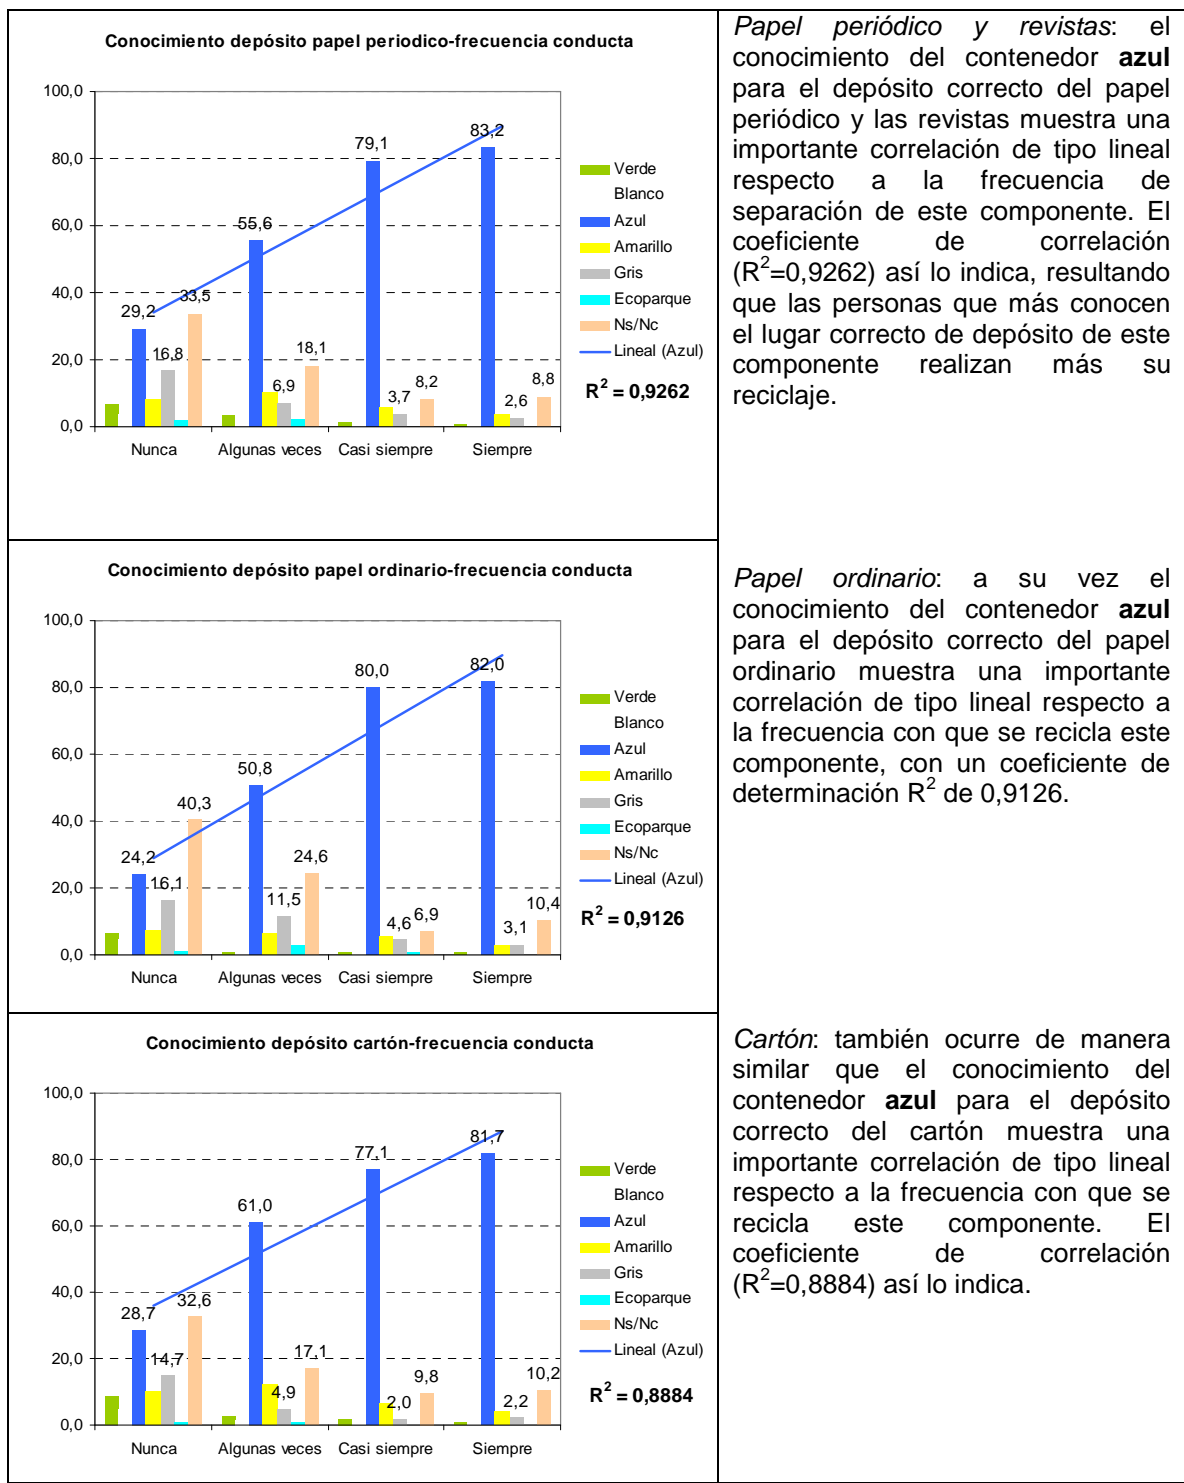 Conocimiento depósito papel periodico-frecuencia conducta
100,0
80,0
60,0
40,0
20,0
0,0
29,2
16,8
33,5
55,6
6,9
18,1
79,1
3,7
8,2
83,2
2,6
8,8
Nunca
Algunas veces
Casi siempre
Siempre
Verde
Blanco
Azul
Amarillo
Gris
Ecoparque
Ns/Nc
Lineal (Azul)
R² = 0,9262
Papel periódico y revistas: el
conocimiento del contenedor azul
para el depósito correcto del papel
periódico y las revistas muestra una
importante correlación de tipo lineal
respecto a la frecuencia de
separación de este componente. El
coeficiente de correlación
(R²=0,9262) así lo indica, resultando
que las personas que más conocen
el lugar correcto de depósito de este
componente realizan más su
reciclaje.
Conocimiento depósito papel ordinario-frecuencia conducta
100,0
80,0
60,0
40,0
20,0
0,0
24,2
16,1
40,3
50,8
11,5
24,6
80,0
4,6
6,9
82,0
3,1
10,4
Nunca
Algunas veces
Casi siempre
Siempre
Verde
Blanco
Azul
Amarillo
Gris
Ecoparque
Ns/Nc
Lineal (Azul)
R² = 0,9126
Papel ordinario: a su vez el
conocimiento del contenedor azul
para el depósito correcto del papel
ordinario muestra una importante
correlación de tipo lineal respecto a
la frecuencia con que se recicla este
componente, con un coeficiente de
determinación R² de 0,9126.
Conocimiento depósito cartón-frecuencia conducta
100,0
80,0
60,0
40,0
20,0
0,0
28,7
14,7
32,6
61,0
4,9
17,1
77,1
2,0
9,8
81,7
2,2
10,2
Nunca
Algunas veces
Casi siempre
Siempre
Verde
Blanco
Azul
Amarillo
Gris
Ecoparque
Ns/Nc
Lineal (Azul)
R² = 0,8884
Cartón: también ocurre de manera
similar que el conocimiento del
contenedor azul para el depósito
correcto del cartón muestra una
importante correlación de tipo lineal
respecto a la frecuencia con que se
recicla este componente. El
coeficiente de correlación
(R²=0,8884) así lo indica.